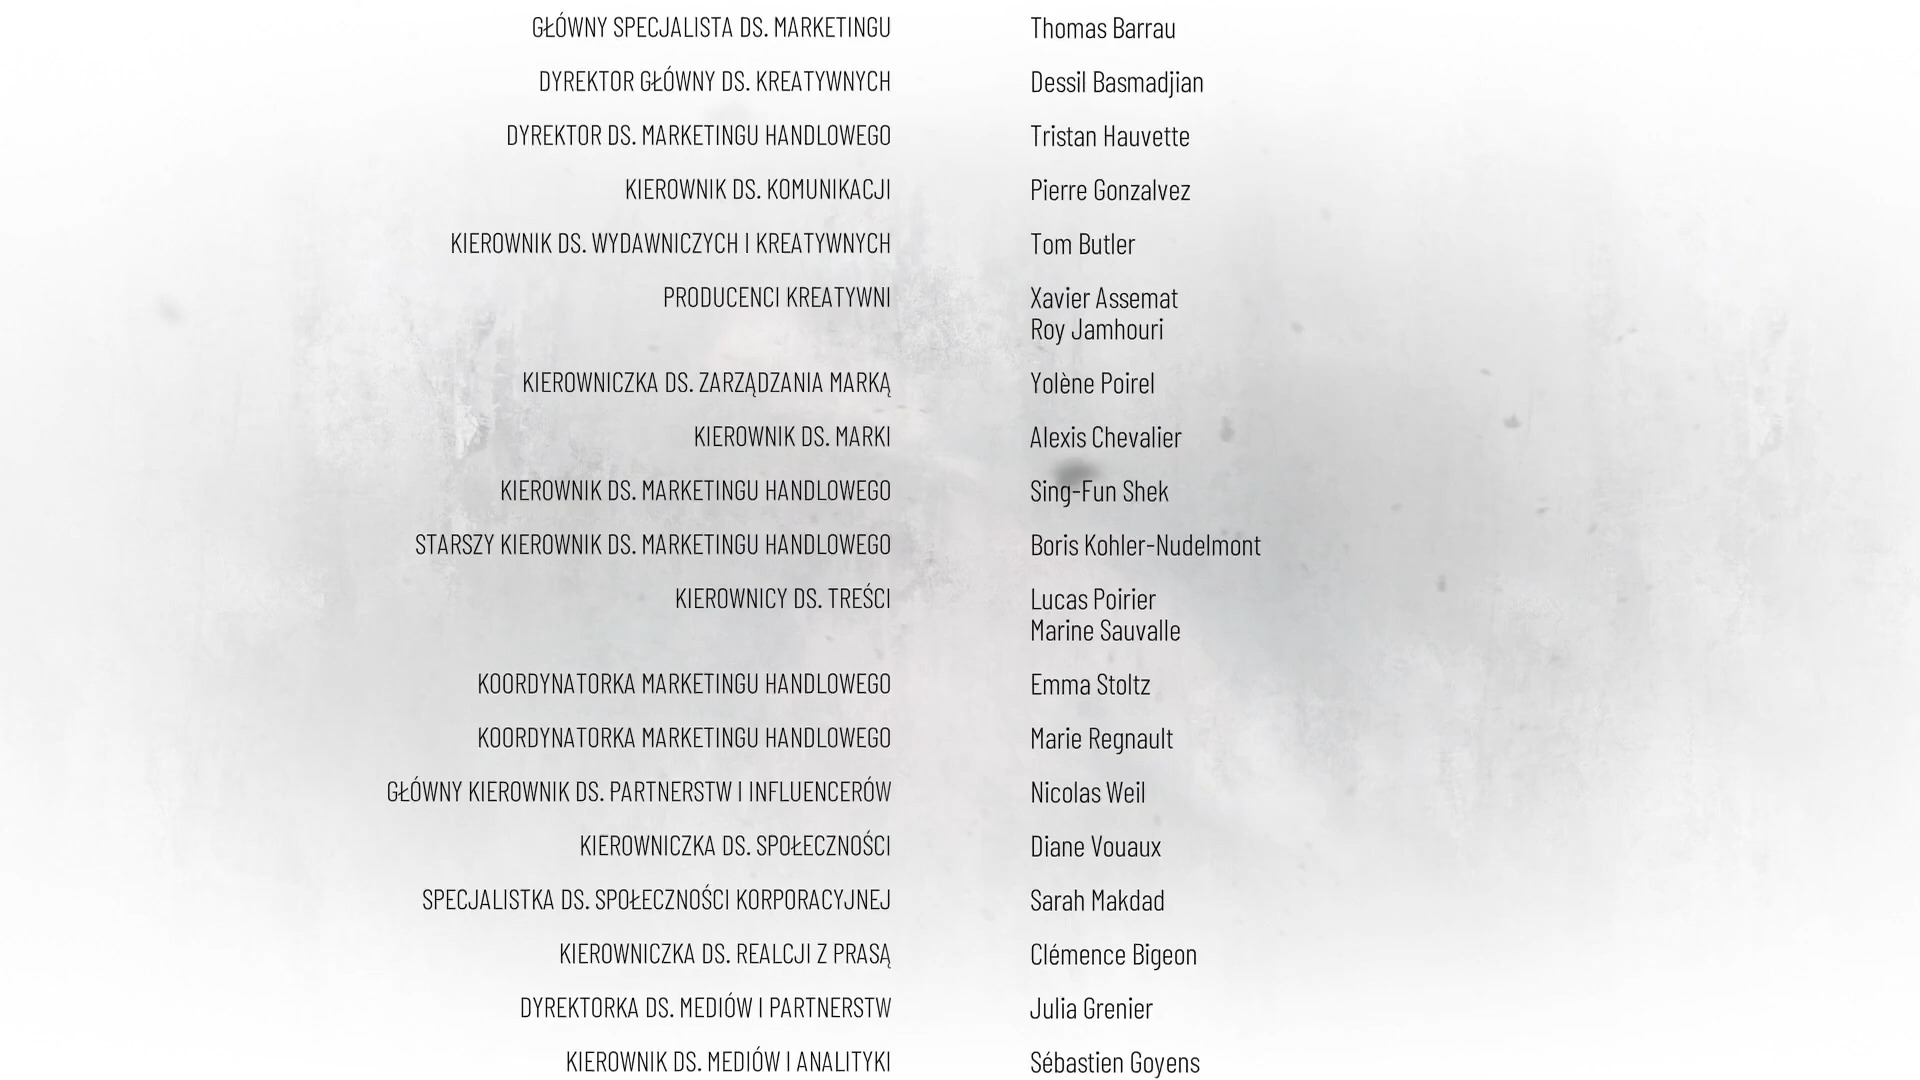 GŁÓWNY SPECJALISTA DS. MARKETINGU Thomas Barrau
DYREKTOR GŁÓWNY DS. KREATYWNYCH Dessil Basmadjian
DYREKTOR DS. MARKETINGU HANDLOWEGO Tristan Hauvette
KIEROWNIK DS. KOMUNIKACJI Pierre Gonzalvez
KIEROWNIK DS. WYDAWNICZYCH I KREATYWNYCH Tom Butler
PRODUCENCI KREATYWNI Xavier Assemat
Roy Jamhouri
KIEROWNICZKA DS. ZARZĄDZANIA MARKĄ Yolène Poirel
KIEROWNIK DS. MARKI Alexis Chevalier
KIEROWNIK DS. MARKETINGU HANDLOWEGO Sing-Fun Shek
STARSZY KIEROWNIK DS. MARKETINGU HANDLOWEGO Boris Kohler-Nudelmont
KIEROWNICY DS. TREŚCI Lucas Poirier
Marine Sauvalle
KOORDYNATORKA MARKETINGU HANDLOWEGO Emma Stoltz
KOORDYNATORKA MARKETINGU HANDLOWEGO Marie Regnault
GŁÓWNY KIEROWNIK DS. PARTNERSTW I INFLUENCERÓW Nicolas Weil
KIEROWNICZKA DS. SPOŁECZNOŚCI Diane Vouaux
SPECJALISTKA DS. SPOŁECZNOŚCI KORPORACYJNEJ Sarah Makdad
KIEROWNICZKA DS. REALCJI Z PRASĄ Clémence Bigeon
DYREKTORKA DS. MEDIÓW I PARTNERSTW Julia Grenier
KIEROWNIK DS. MEDIÓW I ANALITYKI Sébastien Goyens